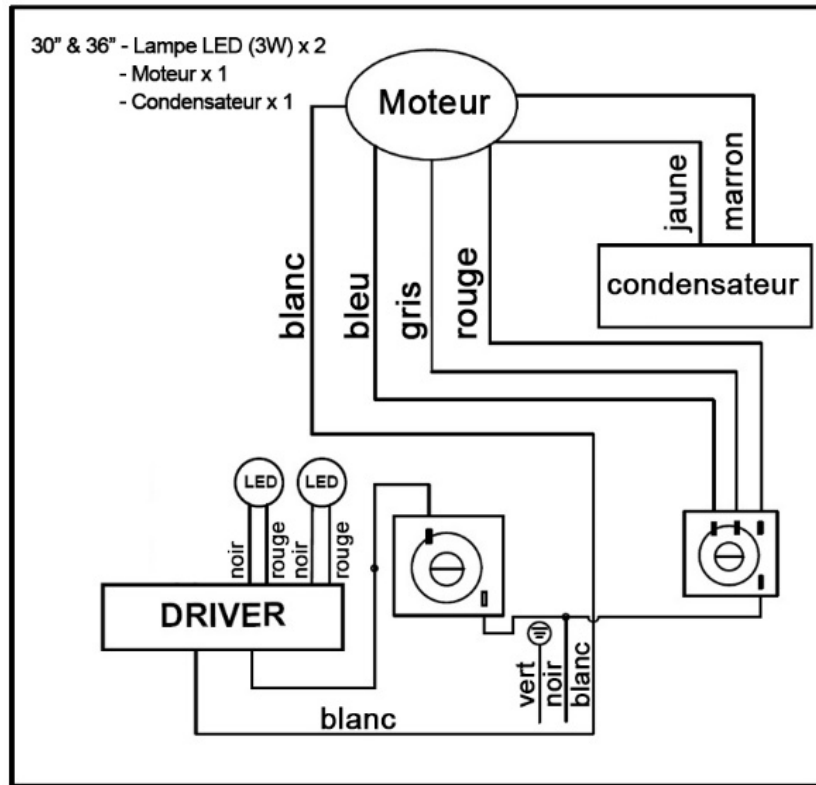 30” & 36” - Lampe LED (3W) x 2
- Moteur x 1
- Condensateur x 1
Moteur
jaune
marron
condensateur
blanc
bleu
gris
rouge
LED
LED
noir
rouge
noir
rouge
DRIVER
vert
noir
blanc
blanc